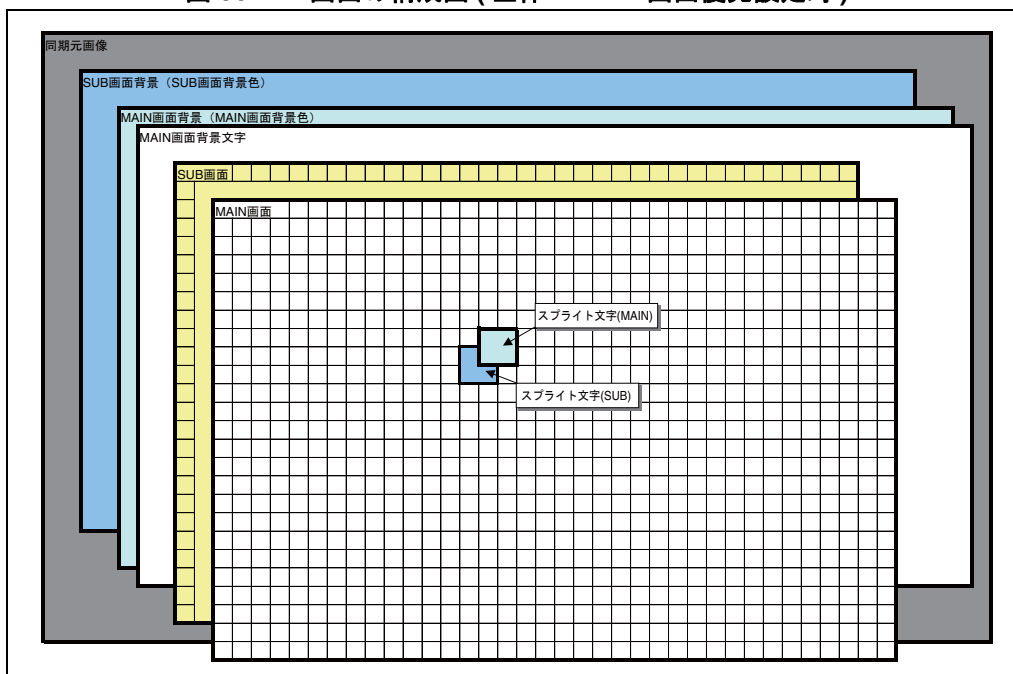 同期元画像
SUB画面背景（SUB画面背景色）
MAIN画面背景（MAIN画面背景色）
MAIN画面背景文字
SUB画面
MAIN画面
スプライト文字(MAIN)
スプライト文字(SUB)